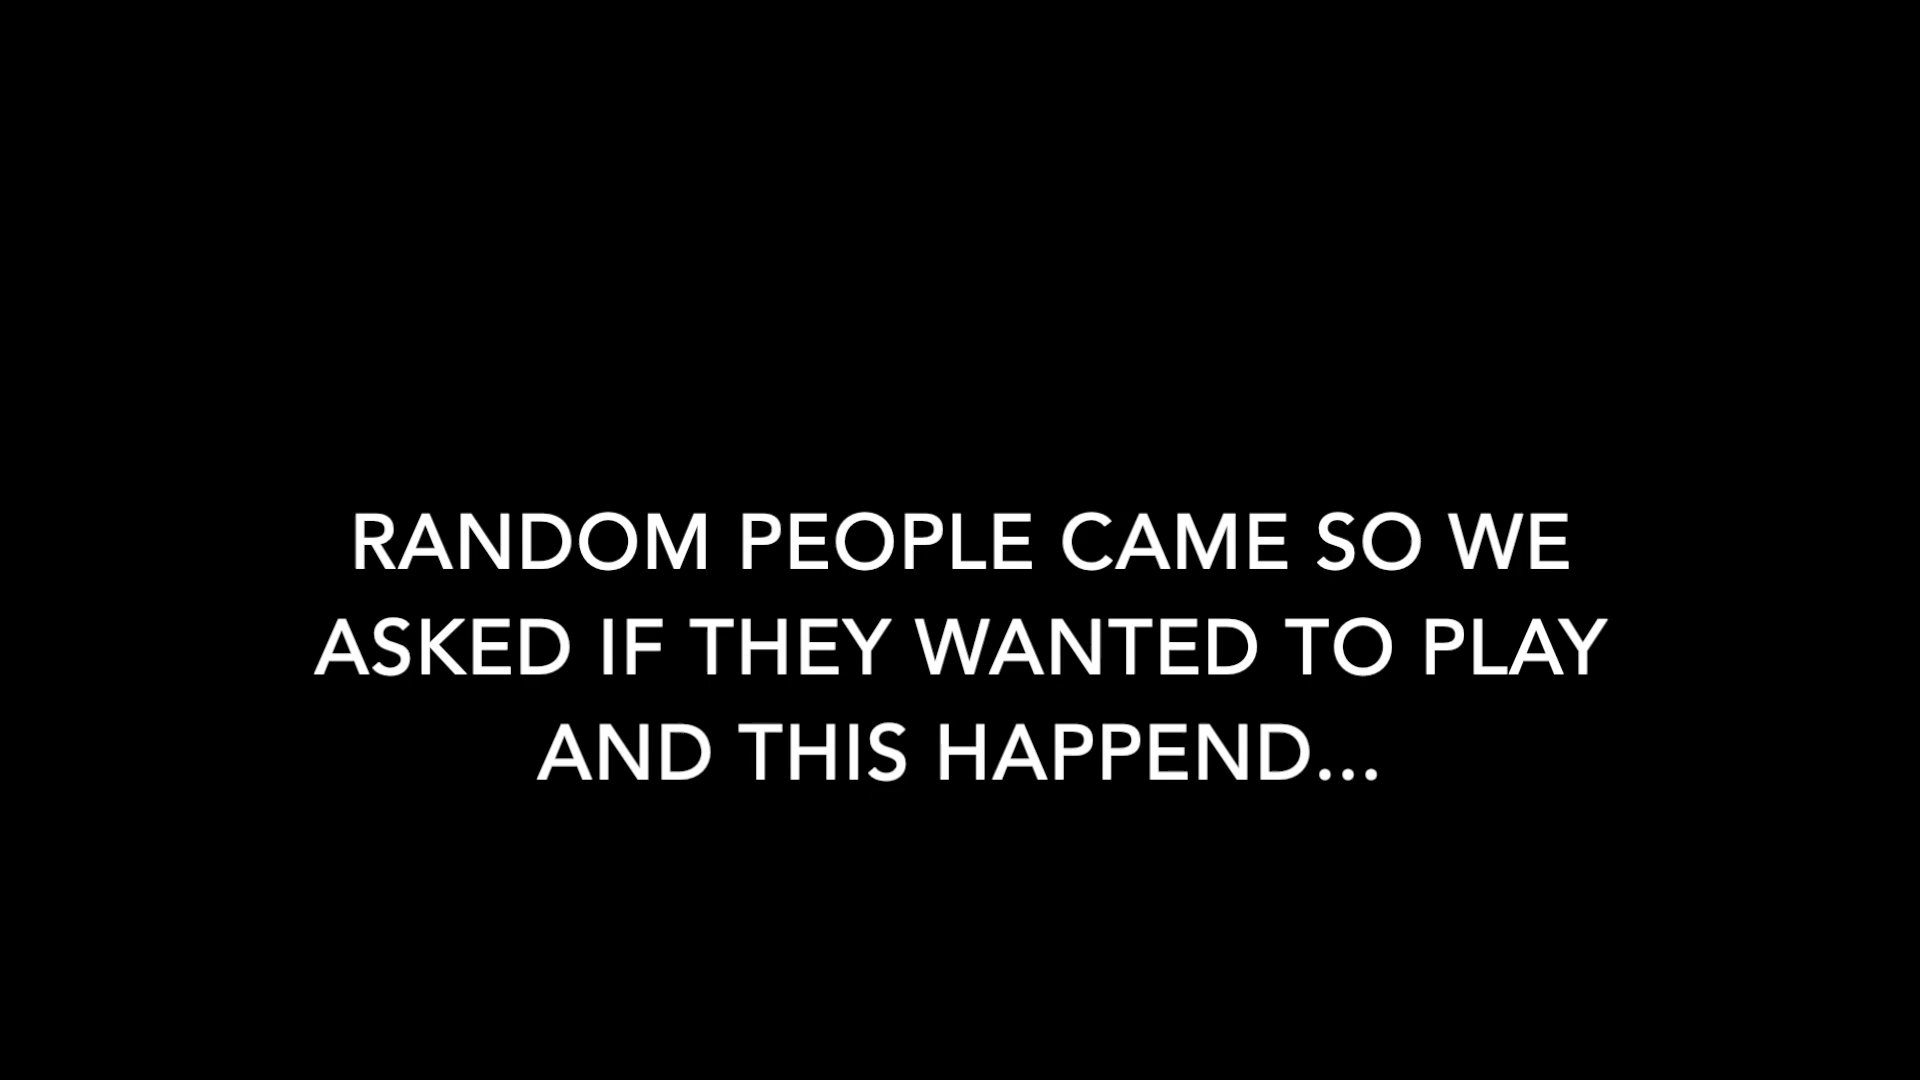 RANDOM PEOPLE CAME SO WE
ASKED IF THEY WANTED TO PLAY
AND THIS HAPPEND...